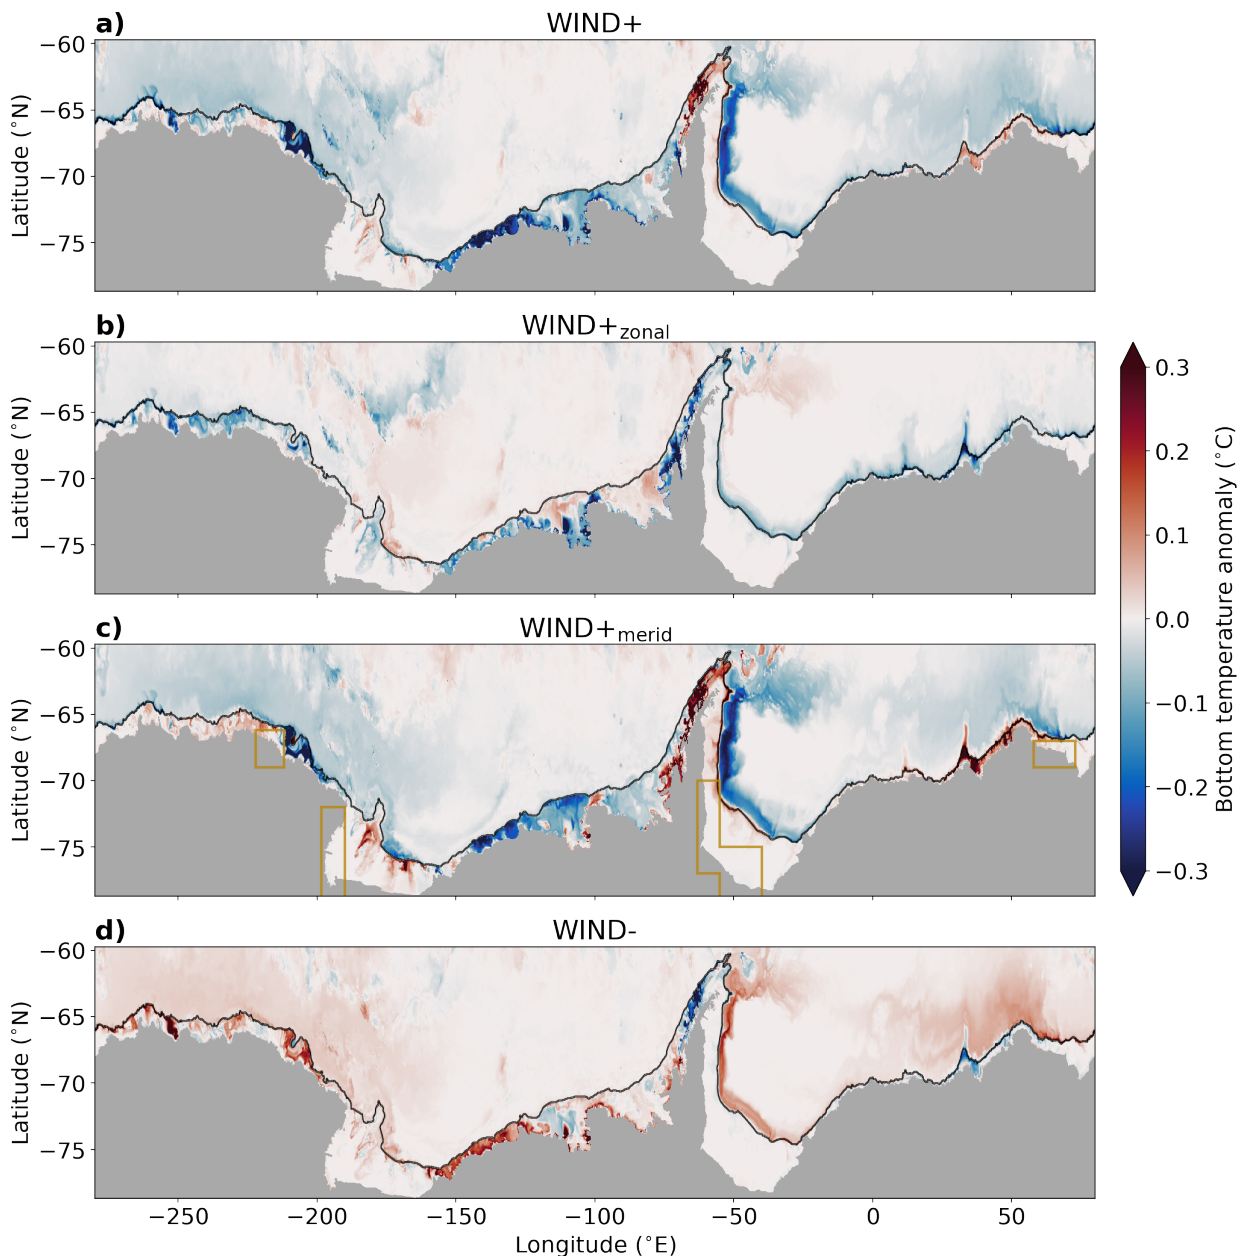 a) WIND+
−60
−65
−70
−75
Latitude (°N)
b) WIND+zonal
−60
−65
−70
−75
Latitude (°N)
c) WIND+merid
−60
−65
−70
−75
Latitude (°N)
d) WIND-
−60
−65
−70
−75
Latitude (°N)
−250 −200 −150 −100 −50 0 50
Longitude (°E)
0.3
0.2
0.1
0.0
−0.1
−0.2
−0.3
Bottom temperature anomaly (°C)